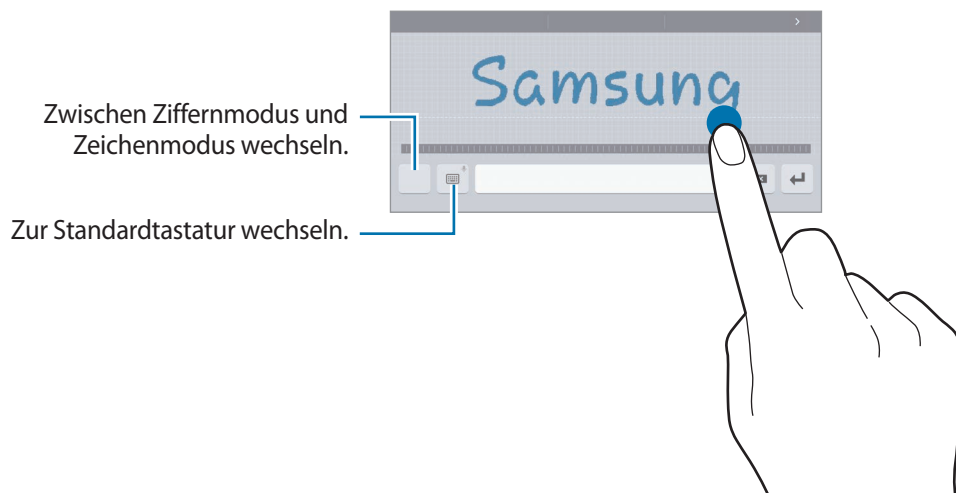 Samsung
Zwischen Ziffernmodus und
Zeichenmodus wechseln.
Zur Standardtastatur wechseln.